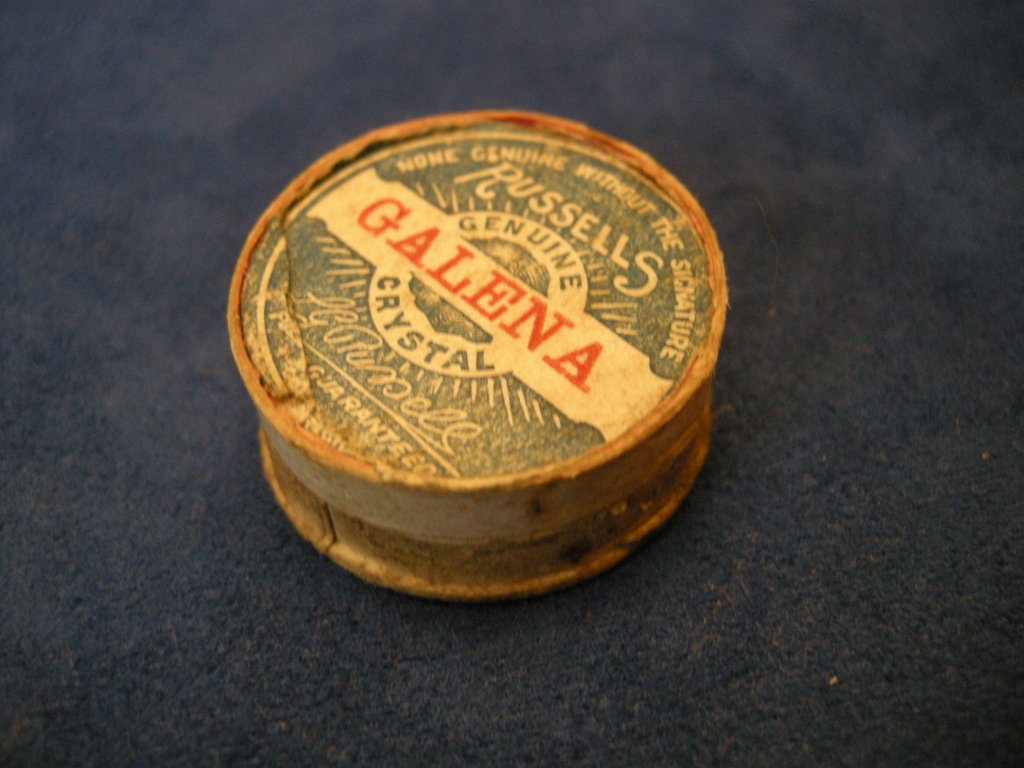 NONE GENUINE WITHOUT THE SIGNATURE
RUSSELLS
GENUINE
GALENA
CRYSTAL
GUARANTEED